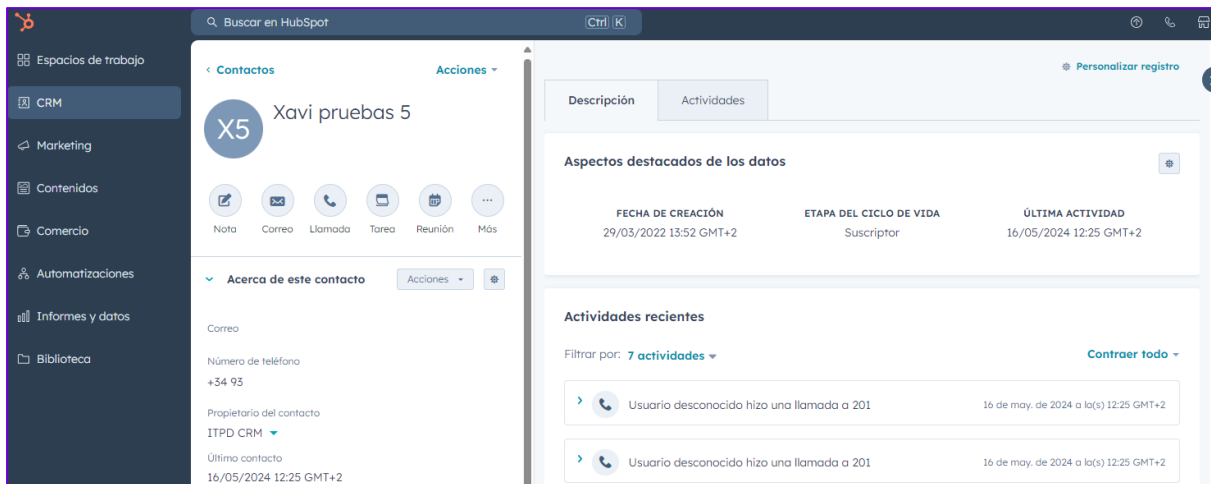 Buscar en HubSpot
Ctrl K
Espacios de trabajo
CRM
Marketing
Contenidos
Comercio
Automatizaciones
Informes y datos
Biblioteca
Contactos
Acciones
X5
Xavi pruebas 5
Nota
Correo
Llamada
Tarea
Reunión
Más
Acerca de este contacto
Acciones
Correo
Número de teléfono
+34 93
Propietario del contacto
ITPD CRM
Último contacto
16/05/2024 12:25 GMT+2
Personalizar registro
Descripción
Actividades
Aspectos destacados de los datos
FECHA DE CREACIÓN
29/03/2022 13:52 GMT+2
ETAPA DEL CICLO DE VIDA
Suscriptor
ÚLTIMA ACTIVIDAD
16/05/2024 12:25 GMT+2
Actividades recientes
Filtrar por: 7 actividades
Contraer todo
Usuario desconocido hizo una llamada a 201
16 de may. de 2024 a la(s) 12:25 GMT+2
Usuario desconocido hizo una llamada a 201
16 de may. de 2024 a la(s) 12:25 GMT+2